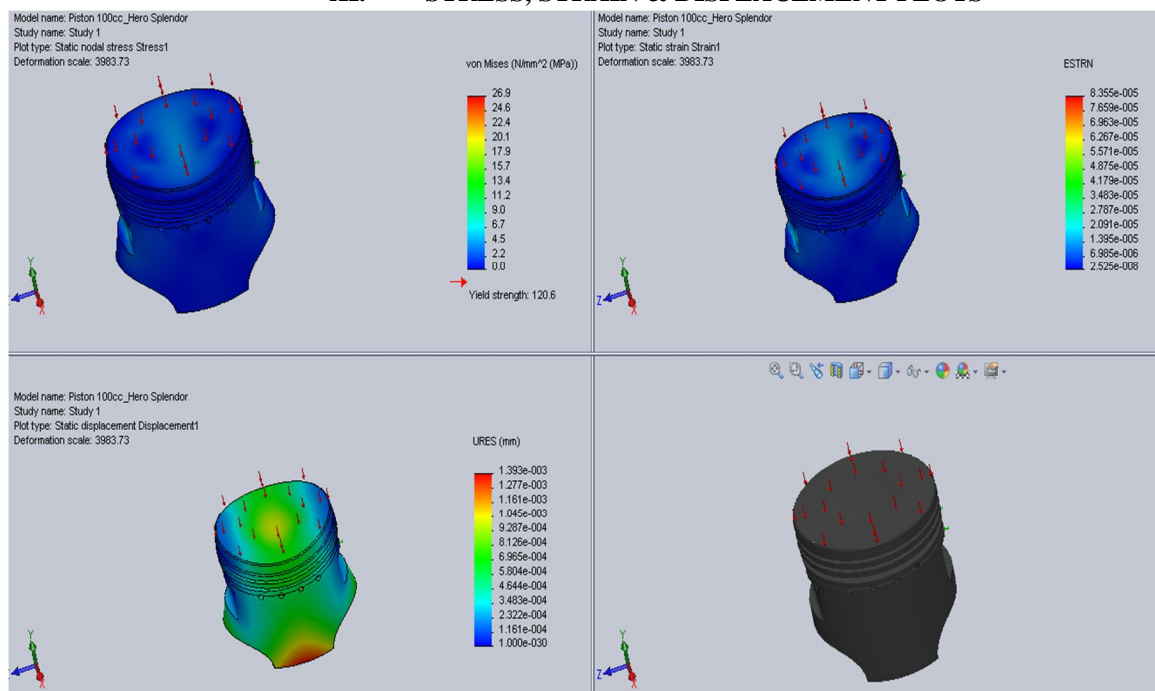 STRESS, STRAIN & DISPLACEMENT PLOTS
Model name: Piston 100cc_Hero Splendor
Study name: Study 1
Plot type: Static nodal stress Stress1
Deformation scale: 3983.73
von Mises (N/mm^2 (MPa))
26.9
24.6
22.4
20.1
17.9
15.7
13.4
11.2
9.0
6.7
4.5
2.2
0.0
Yield strength: 120.6
Y
X
Model name: Piston 100cc_Hero Splendor
Study name: Study 1
Plot type: Static strain Strain1
Deformation scale: 3983.73
ESTRN
8.355e-005
7.659e-005
6.963e-005
6.267e-005
5.571e-005
4.875e-005
4.179e-005
3.483e-005
2.787e-005
2.091e-005
1.395e-005
6.985e-006
2.525e-008
Y
Z
X
Model name: Piston 100cc_Hero Splendor
Study name: Study 1
Plot type: Static displacement Displacement1
Deformation scale: 3983.73
URES (mm)
1.393e-003
1.277e-003
1.161e-003
1.045e-003
9.287e-004
8.126e-004
6.965e-004
5.804e-004
4.644e-004
3.483e-004
2.322e-004
1.161e-004
1.000e-030
Y
X
Y
Z
X